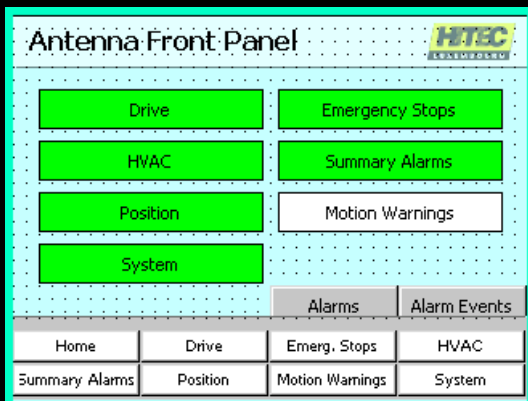 Antenna Front Panel
HITEC
LUXEMBOURG
Drive Emergency Stops
HVAC Summary Alarms
Position Motion Warnings
System
Alarms Alarm Events
Home Drive Emerg. Stops HVAC
Summary Alarms Position Motion Warnings System